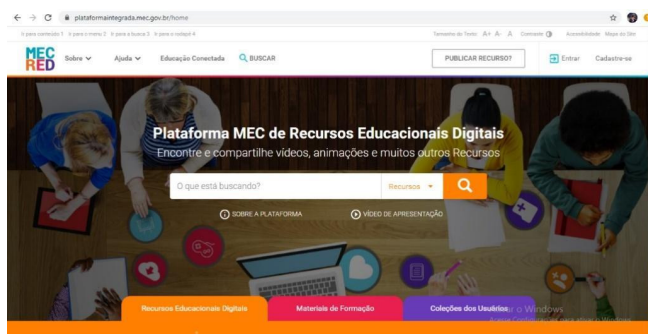 plataformaintegrada.mec.gov.br/home
Ir para conteúdo 1 Ir para o menu 2 Ir para a busca 3 Ir para o rodapé 4 Tamanho do Texto: A+ A- A Contraste Acessibilidade Mapa do Site
MEC RED
Sobre Ajuda Educação Conectada BUSCAR PUBLICAR RECURSO? Entrar Cadastre-se
Plataforma MEC de Recursos Educacionais Digitais
Encontre e compartilhe vídeos, animações e muitos outros Recursos
O que está buscando? Recursos
SOBRE A PLATAFORMA VÍDEO DE APRESENTAÇÃO
Recursos Educacionais Digitais Materiais de Formação Coleções dos Usuários